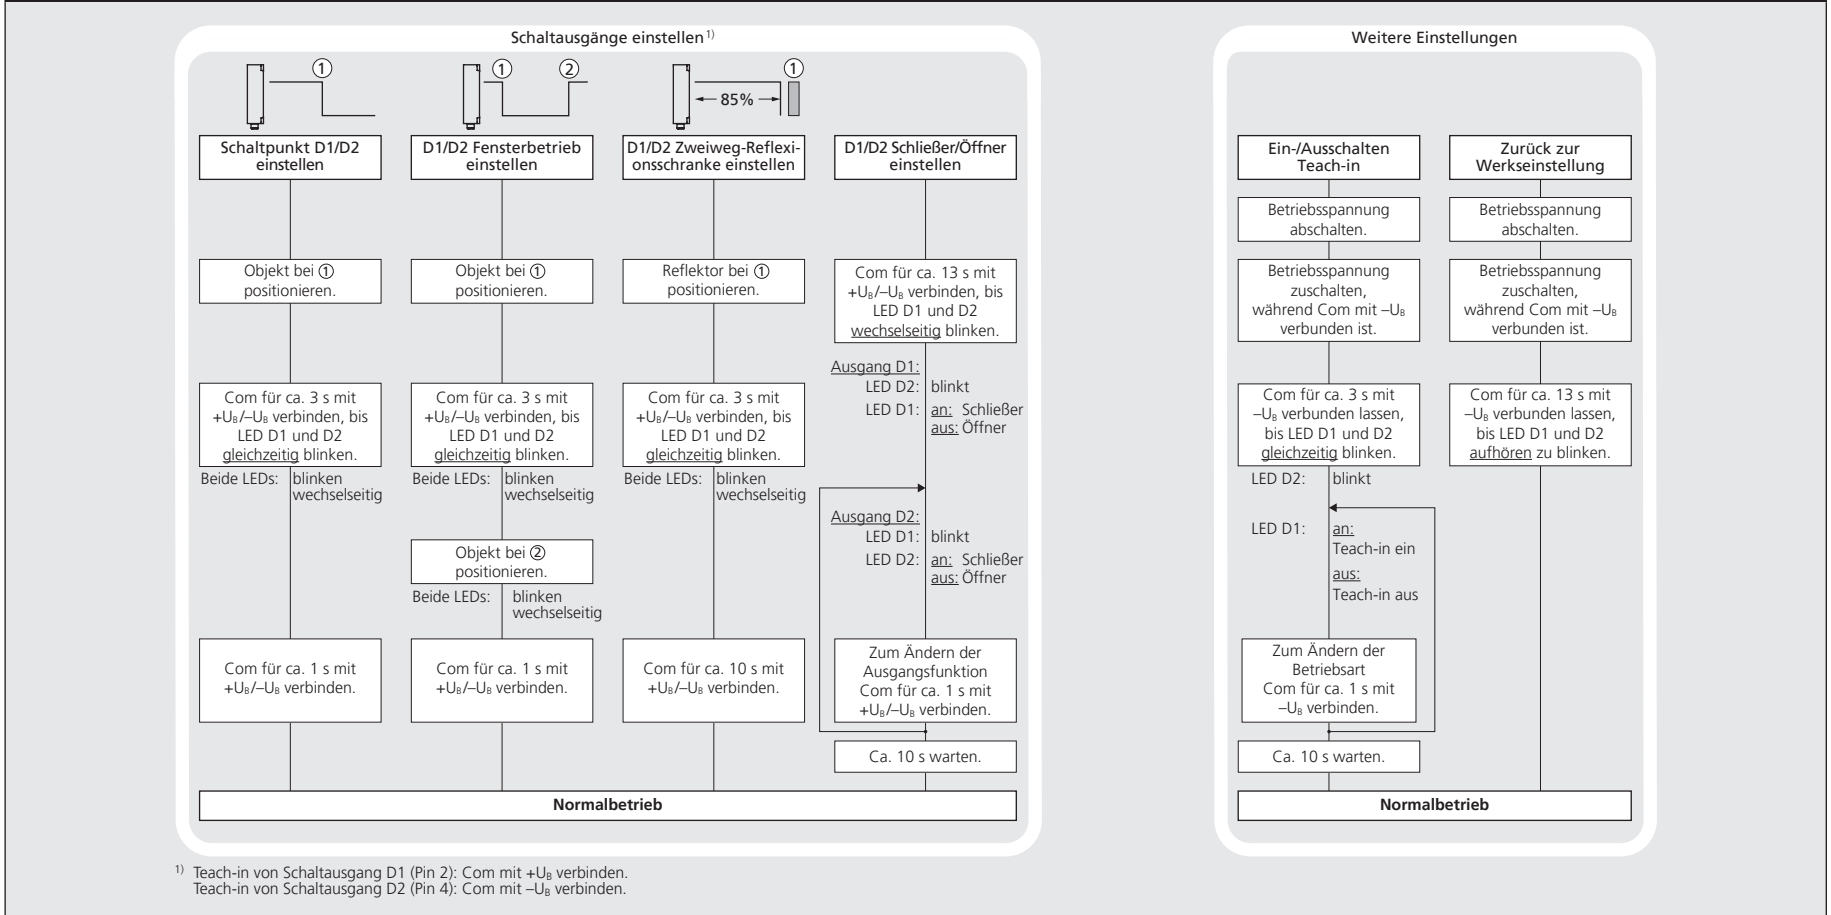 Schaltausgänge einstellen 1)
① 
① ②
85% ①
Schaltpunkt D1/D2
einstellen
Objekt bei ①
positionieren.
Com für ca. 3 s mit
+UB/–UB verbinden, bis
LED D1 und D2
gleichzeitig blinken.
Beide LEDs: blinken
wechselseitig
Com für ca. 1 s mit
+UB/–UB verbinden.
D1/D2 Fensterbetrieb
einstellen
Objekt bei ①
positionieren.
Com für ca. 3 s mit
+UB/–UB verbinden, bis
LED D1 und D2
gleichzeitig blinken.
Beide LEDs: blinken
wechselseitig
Objekt bei ②
positionieren.
Beide LEDs: blinken
wechselseitig
Com für ca. 1 s mit
+UB/–UB verbinden.
D1/D2 Zweiweg-Reflexi-
onsschranke einstellen
Reflektor bei ①
positionieren.
Com für ca. 3 s mit
+UB/–UB verbinden, bis
LED D1 und D2
gleichzeitig blinken.
Beide LEDs: blinken
wechselseitig
Com für ca. 10 s mit
+UB/–UB verbinden.
D1/D2 Schließer/Öffner
einstellen
Com für ca. 13 s mit
+UB/–UB verbinden, bis
LED D1 und D2
wechselseitig blinken.
Ausgang D1:
LED D2: blinkt
LED D1: an: Schließer
aus: Öffner
Ausgang D2:
LED D1: blinkt
LED D2: an: Schließer
aus: Öffner
Zum Ändern der
Ausgangsfunktion
Com für ca. 1 s mit
+UB/–UB verbinden.
Ca. 10 s warten.
Normalbetrieb
Weitere Einstellungen
Ein-/Ausschalten
Teach-in
Betriebsspannung
abschalten.
Betriebsspannung
zuschalten,
während Com mit –UB
verbunden ist.
Com für ca. 3 s mit
–UB verbunden lassen,
bis LED D1 und D2
gleichzeitig blinken.
LED D2: blinkt
LED D1: an:
Teach-in ein
aus:
Teach-in aus
Zum Ändern der
Betriebsart
Com für ca. 1 s mit
–UB verbinden.
Ca. 10 s warten.
Zurück zur
Werkseinstellung
Betriebsspannung
abschalten.
Betriebsspannung
zuschalten,
während Com mit –UB
verbunden ist.
Com für ca. 13 s mit
–UB verbunden lassen,
bis LED D1 und D2
aufhören zu blinken.
Normalbetrieb
1) Teach-in von Schaltausgang D1 (Pin 2): Com mit +UB verbinden.
Teach-in von Schaltausgang D2 (Pin 4): Com mit –UB verbinden.